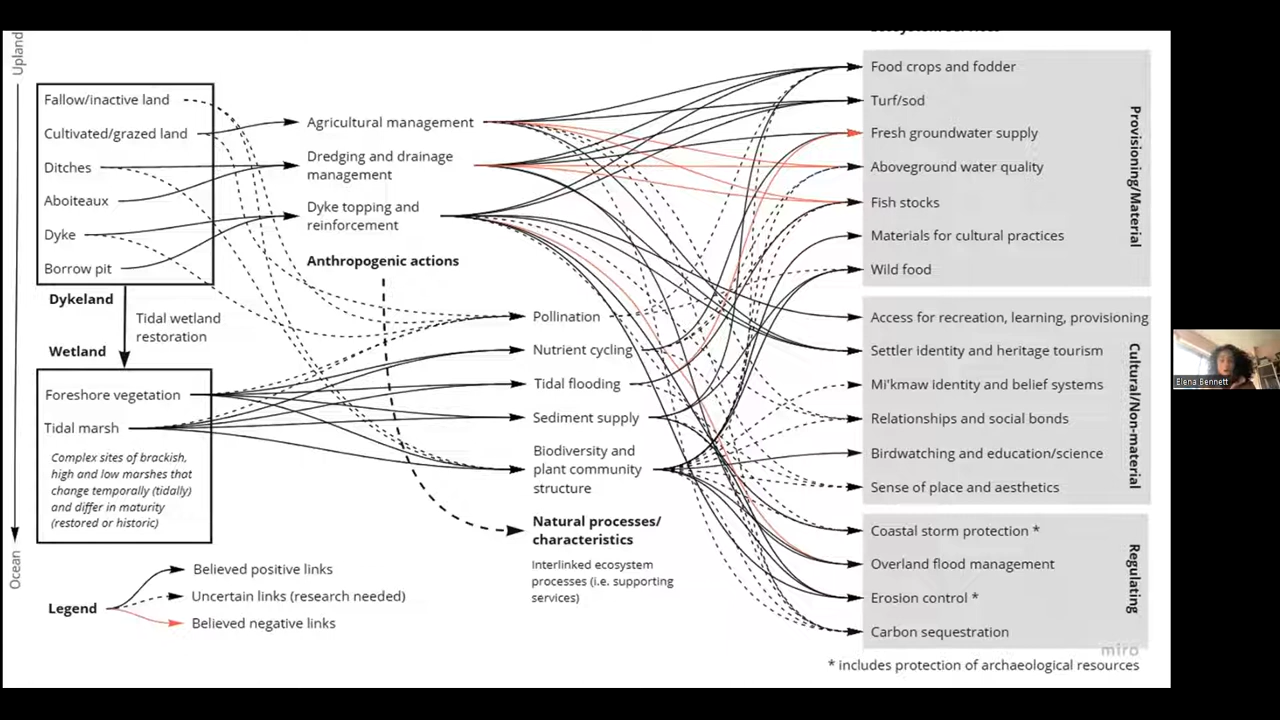 Upland
Fallow/inactive land
Cultivated/grazed land
Ditches
Aboiteaux
Dyke
Borrow pit
Dykeland
Tidal wetland
restoration
Wetland
Foreshore vegetation
Tidal marsh
Complex sites of brackish,
high and low marshes that
change temporally (tidally)
and differ in maturity
(restored or historic)
Ocean
Legend
Believed positive links
Uncertain links (research needed)
Believed negative links
Agricultural management
Dredging and drainage
management
Dyke topping and
reinforcement
Anthropogenic actions
Pollination
Nutrient cycling
Tidal flooding
Sediment supply
Biodiversity and
plant community
structure
Natural processes/
characteristics
Interlinked ecosystem
processes (i.e. supporting
services)
Food crops and fodder
Turf/sod
Fresh groundwater supply
Aboveground water quality
Fish stocks
Materials for cultural practices
Wild food
Provisioning/Material
Access for recreation, learning, provisioning
Settler identity and heritage tourism
Mi'kmaw identity and belief systems
Relationships and social bonds
Birdwatching and education/science
Sense of place and aesthetics
Cultural/Non-material
Coastal storm protection *
Overland flood management
Erosion control *
Carbon sequestration
Regulating
miro
* includes protection of archaeological resources
Elena Bennett